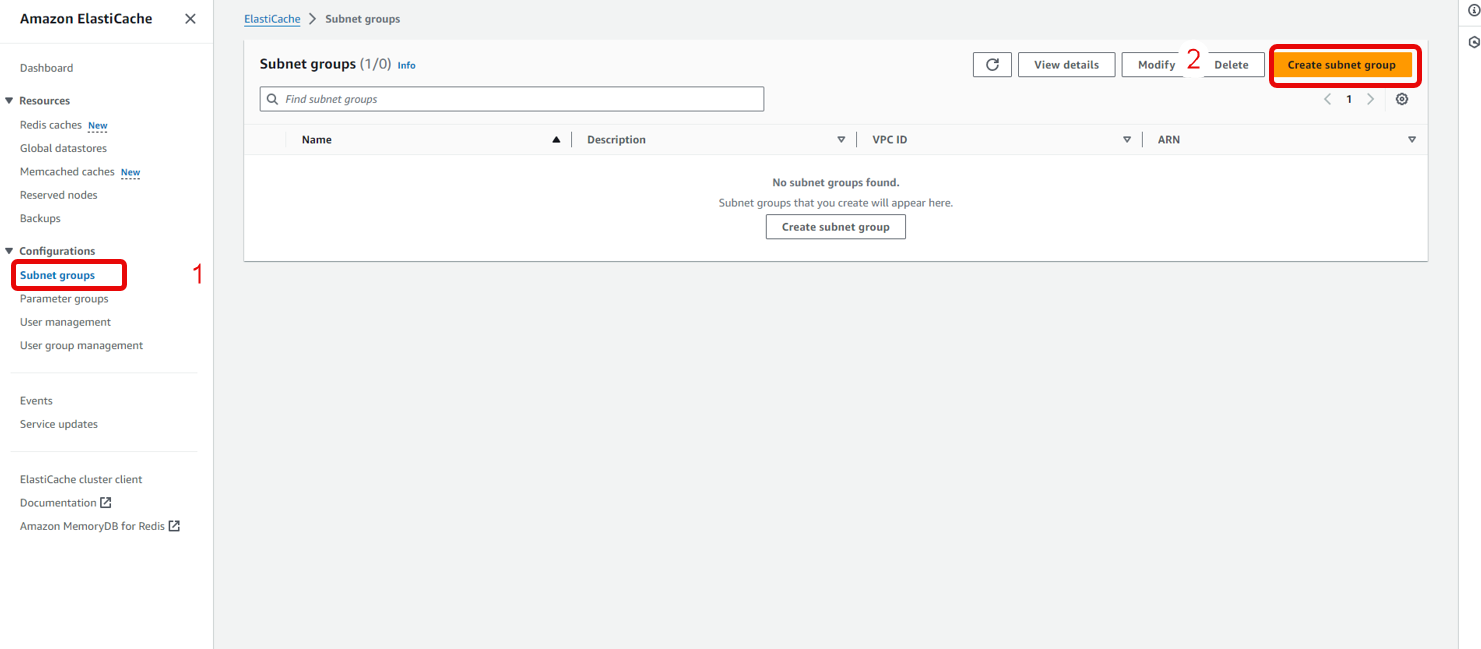 Amazon ElastiCache
Dashboard
Resources
Redis caches New
Global datastores
Memcached caches New
Reserved nodes
Backups
Configurations
Subnet groups 1
Parameter groups
User management
User group management
Events
Service updates
ElastiCache cluster client
Documentation
Amazon MemoryDB for Redis
ElastiCache > Subnet groups
Subnet groups (1/0) Info
View details Modify 2 Delete Create subnet group
Find subnet groups
1
Name Description VPC ID ARN
No subnet groups found.
Subnet groups that you create will appear here.
Create subnet group